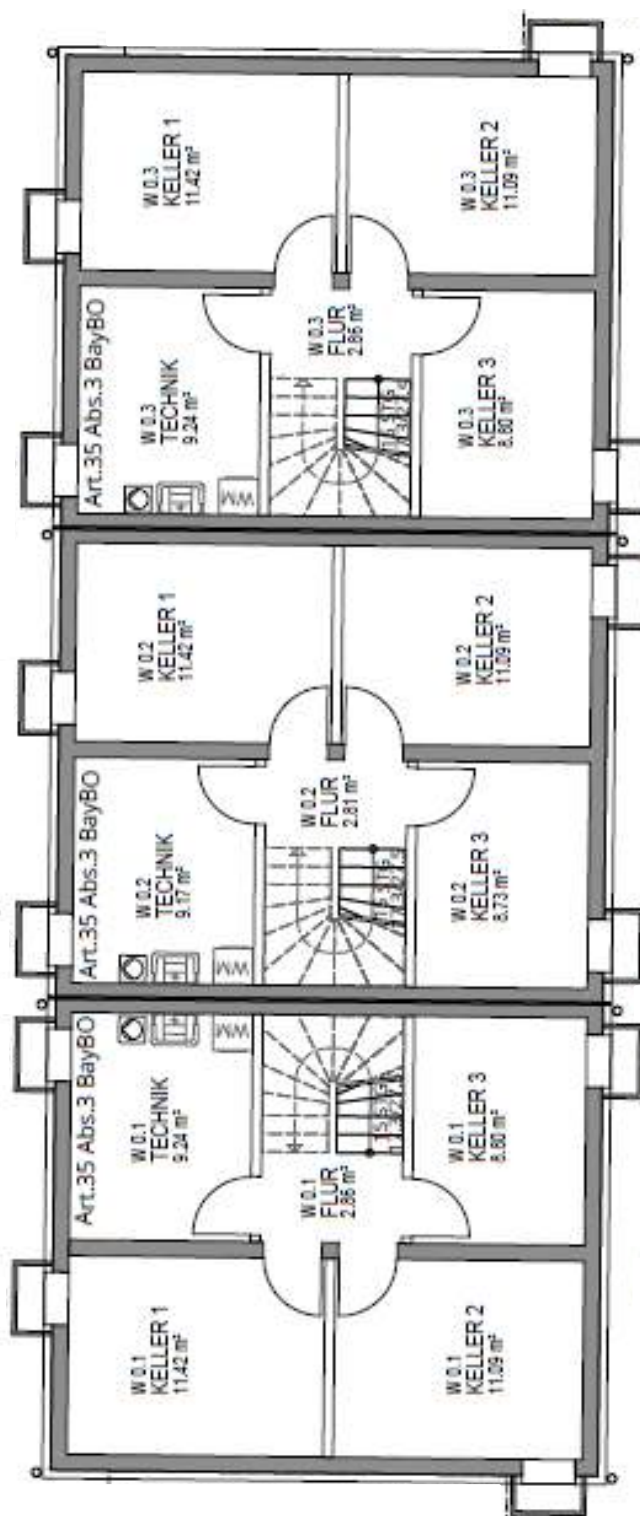 W 0.3
KELLER 1
11.42 m²
W 0.3
KELLER 2
11.09 m²
Art.35 Abs.3 BayBO
W 0.3
TECHNIK
9.24 m²
WM
W 0.3
FLUR
2.86 m²
W 0.3
KELLER 3
8.80 m²
W 0.2
KELLER 1
11.42 m²
W 0.2
KELLER 2
11.09 m²
Art.35 Abs.3 BayBO
W 0.2
TECHNIK
9.17 m²
WM
W 0.2
FLUR
2.81 m²
W 0.2
KELLER 3
8.73 m²
Art.35 Abs.3 BayBO
W 0.1
TECHNIK
9.24 m²
WM
W 0.1
FLUR
2.86 m²
W 0.1
KELLER 3
8.80 m²
W 0.1
KELLER 1
11.42 m²
W 0.1
KELLER 2
11.09 m²